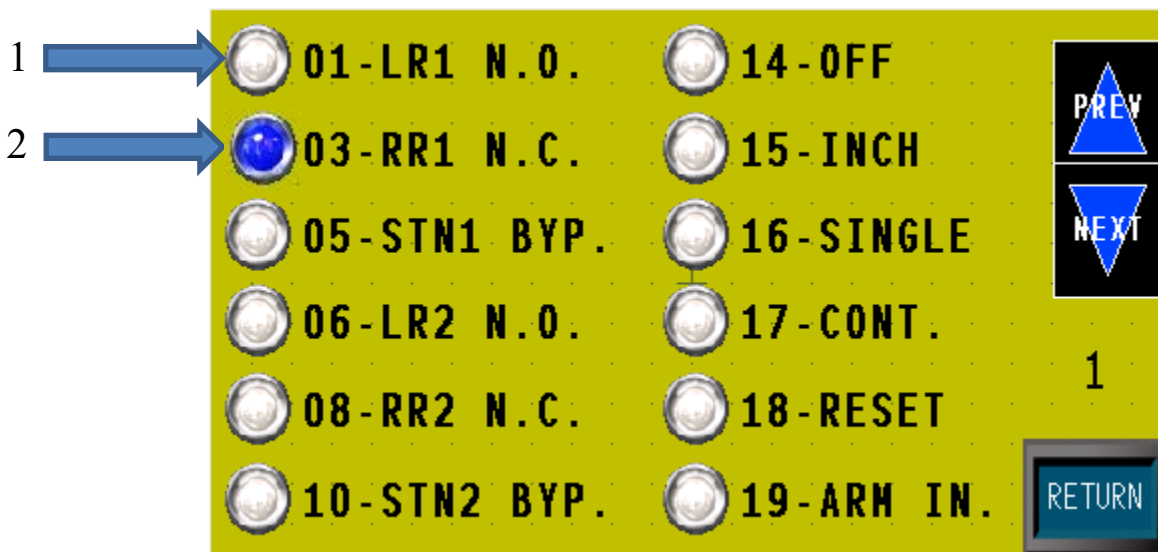 1
2
01-LR1 N.O.
03-RR1 N.C.
05-STN1 BYP.
06-LR2 N.O.
08-RR2 N.C.
10-STN2 BYP.
14-OFF
15-INCH
16-SINGLE
17-CONT.
18-RESET
19-ARM IN.
PREV
NEXT
1
RETURN